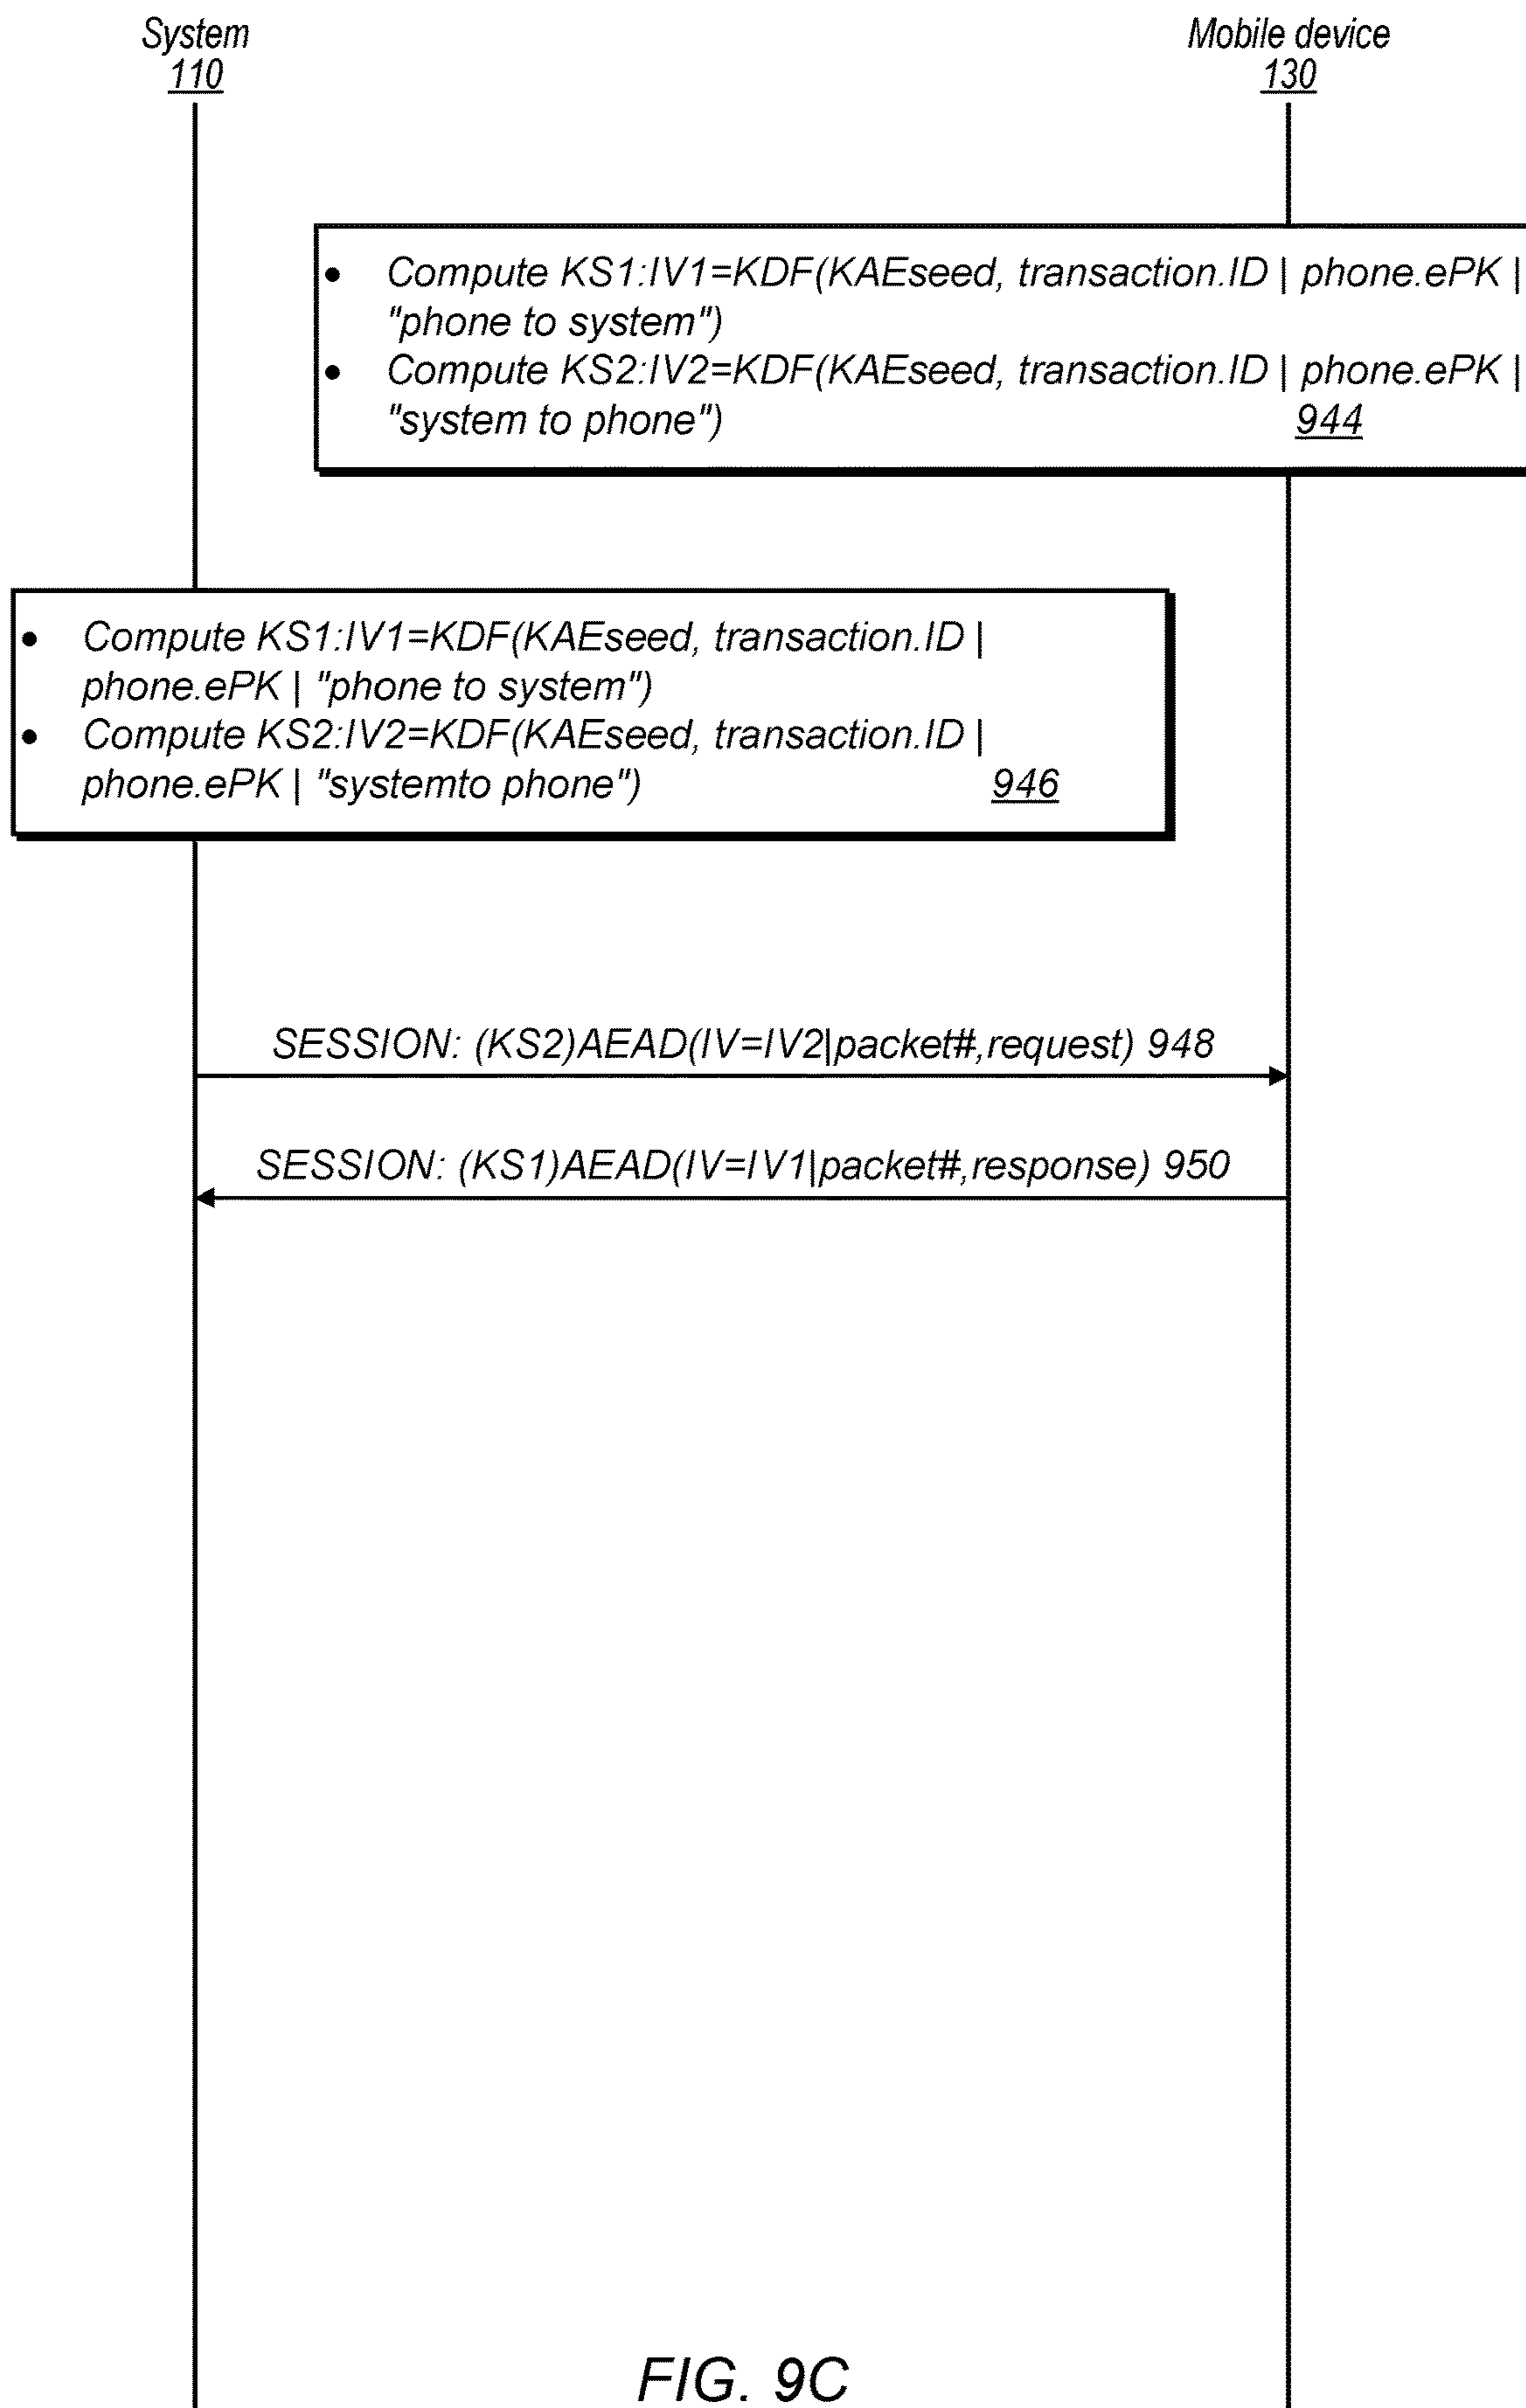 System
110
Mobile device
130
• Compute KS1:IV1=KDF(KAEseed, transaction.ID | phone.ePK |
"phone to system")
• Compute KS2:IV2=KDF(KAEseed, transaction.ID | phone.ePK |
"system to phone") 944
• Compute KS1:IV1=KDF(KAEseed, transaction.ID |
phone.ePK | "phone to system")
• Compute KS2:IV2=KDF(KAEseed, transaction.ID |
phone.ePK | "systemto phone") 946
SESSION: (KS2)AEAD(IV=IV2|packet#,request) 948
SESSION: (KS1)AEAD(IV=IV1|packet#,response) 950
FIG. 9C